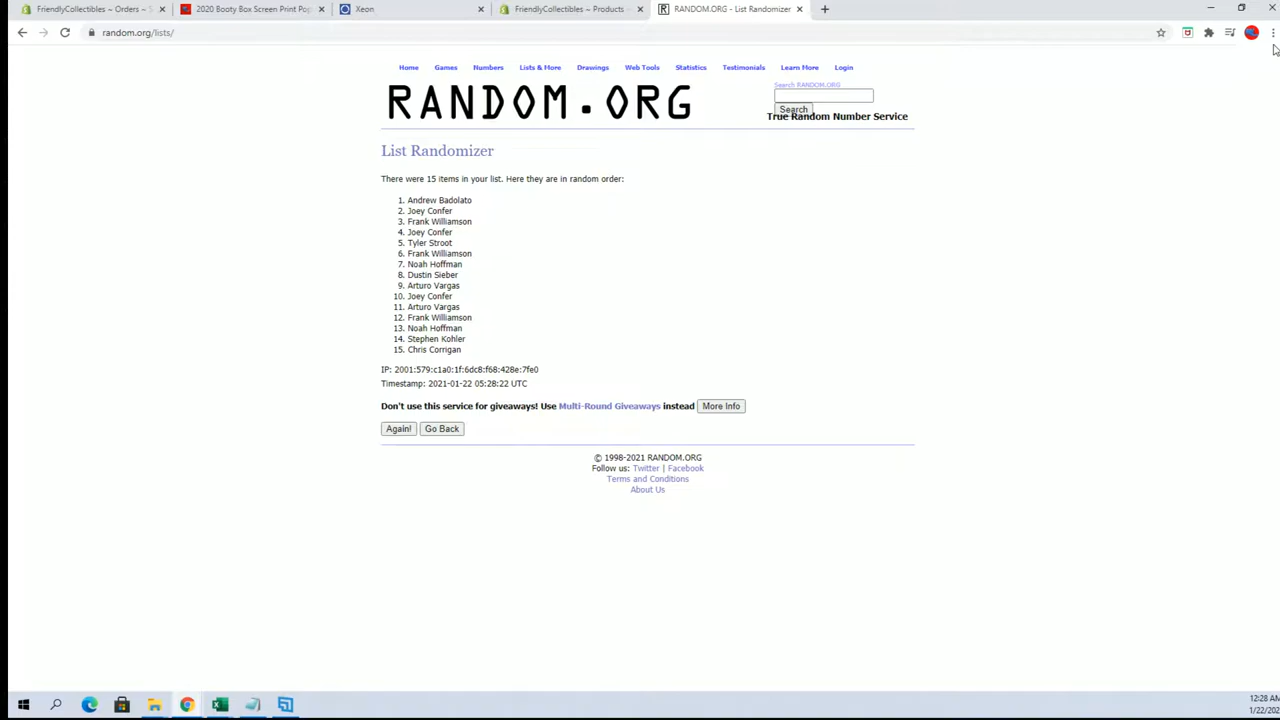 FriendlyCollectibles ~ Orders ~ S
2020 Booty Box Screen Print Pop
Xeon
FriendlyCollectibles ~ Products
RANDOM.ORG - List Randomizer
random.org/lists/
Home Games Numbers Lists & More Drawings Web Tools Statistics Testimonials Learn More Login
RANDOM.ORG
Search RANDOM.ORG
Search
True Random Number Service
List Randomizer
There were 15 items in your list. Here they are in random order:
1. Andrew Badolato
2. Joey Confer
3. Frank Williamson
4. Joey Confer
5. Tyler Stroot
6. Frank Williamson
7. Noah Hoffman
8. Dustin Sieber
9. Arturo Vargas
10. Joey Confer
11. Arturo Vargas
12. Frank Williamson
13. Noah Hoffman
14. Stephen Kohler
15. Chris Corrigan
IP: 2001:579:c1a0:1f:6dc8:f68:428e:7fe0
Timestamp: 2021-01-22 05:28:22 UTC
Don't use this service for giveaways! Use Multi-Round Giveaways instead More Info
Again! Go Back
© 1998-2021 RANDOM.ORG
Follow us: Twitter | Facebook
Terms and Conditions
About Us
12:28 AM
1/22/202